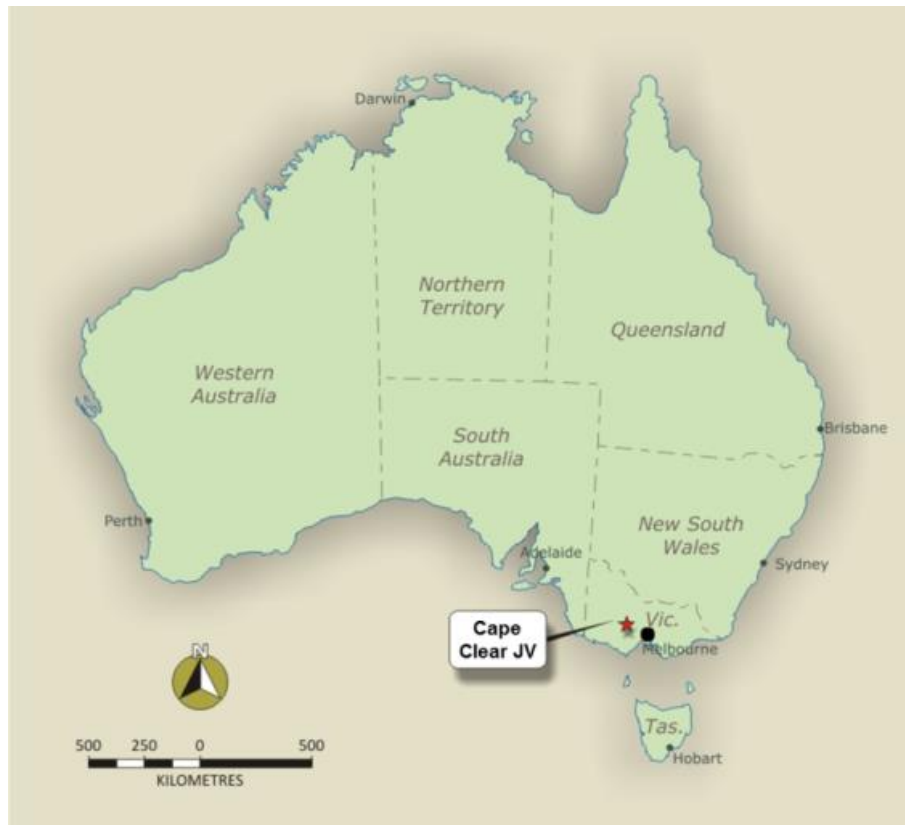 Darwin
Northern
Territory
Queensland
Western
Australia
South
Australia
Brisbane
Perth
New South
Wales
Adelaide
Sydney
Cape
Clear JV
Vic.
Melbourne
N
Tas.
Hobart
500 250 0 500
KILOMETRES